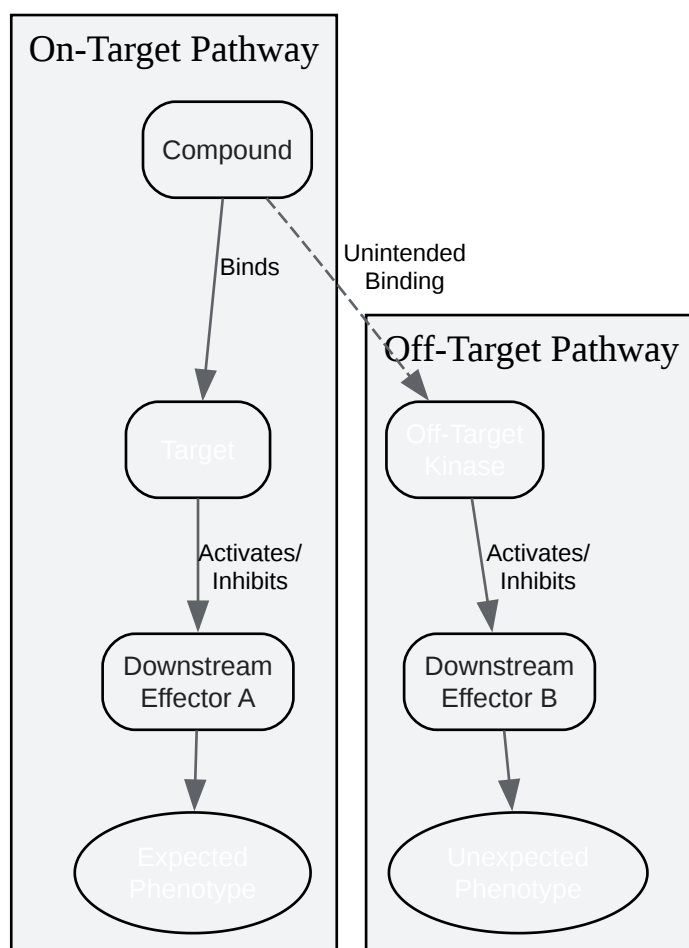 On-Target Pathway
Compound
Binds
Unintended
Binding
Off-Target Pathway
Target
Off-Target
Kinase
Activates/
Inhibits
Activates/
Inhibits
Downstream
Effector A
Downstream
Effector B
Expected
Phenotype
Unexpected
Phenotype